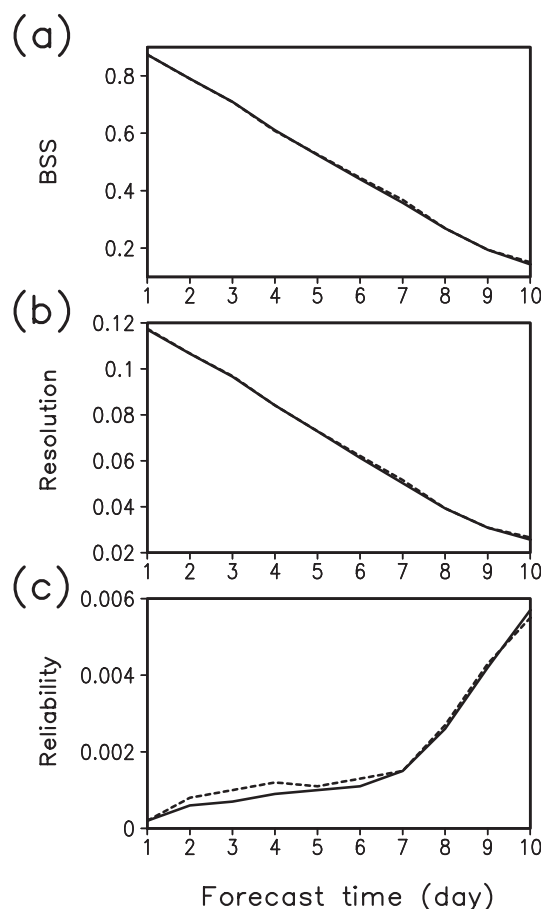 (a)
BSS
0.8
0.6
0.4
0.2
1 2 3 4 5 6 7 8 9 10
(b)
Resolution
0.12
0.1
0.08
0.06
0.04
0.02
1 2 3 4 5 6 7 8 9 10
(c)
Reliability
0.006
0.004
0.002
0
1 2 3 4 5 6 7 8 9 10
Forecast time (day)